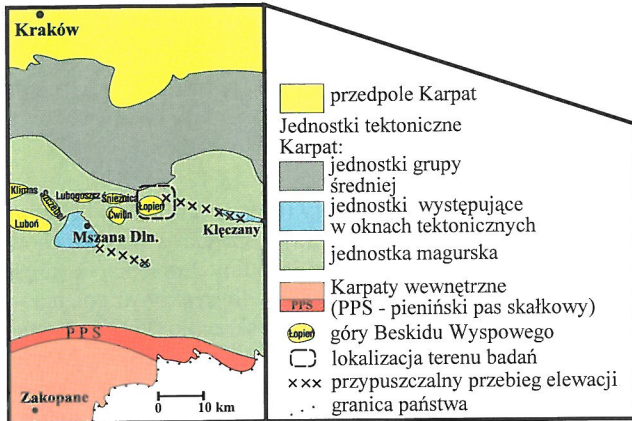 Kraków
Klimas
Szczebel
Lubogoszcz
Śnieżnica
Łopień
Ćwilin
Luboń
Mszana Dln.
Klęczany
P P S
Zakopane
0 10 km
przedpole Karpat
Jednostki tektoniczne
Karpat:
jednostki grupy
średniej
jednostki występujące
w oknach tektonicznych
jednostka magurska
Karpaty wewnętrzne
PPS
(PPS - pieniński pas skałkowy)
Łopień
góry Beskidu Wyspowego
lokalizacja terenu badań
przypuszczalny przebieg elewacji
granica państwa